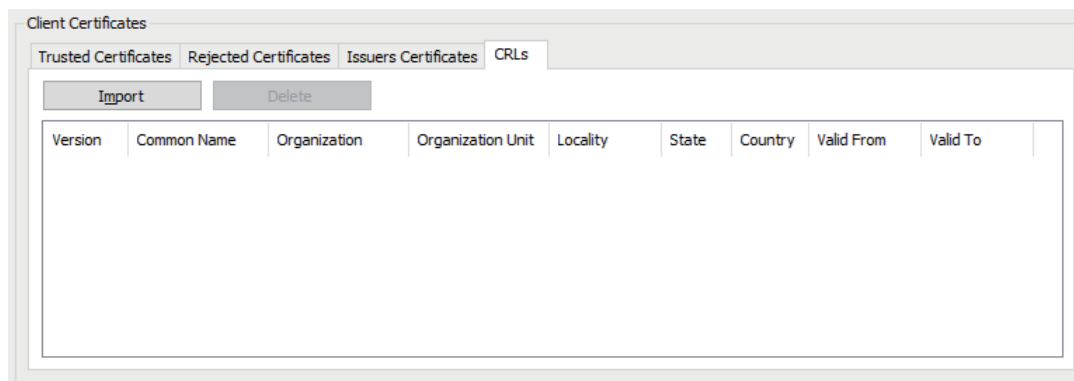 Client Certificates
Trusted Certificates Rejected Certificates Issuers Certificates CRLs
Import Delete
Version Common Name Organization Organization Unit Locality State Country Valid From Valid To